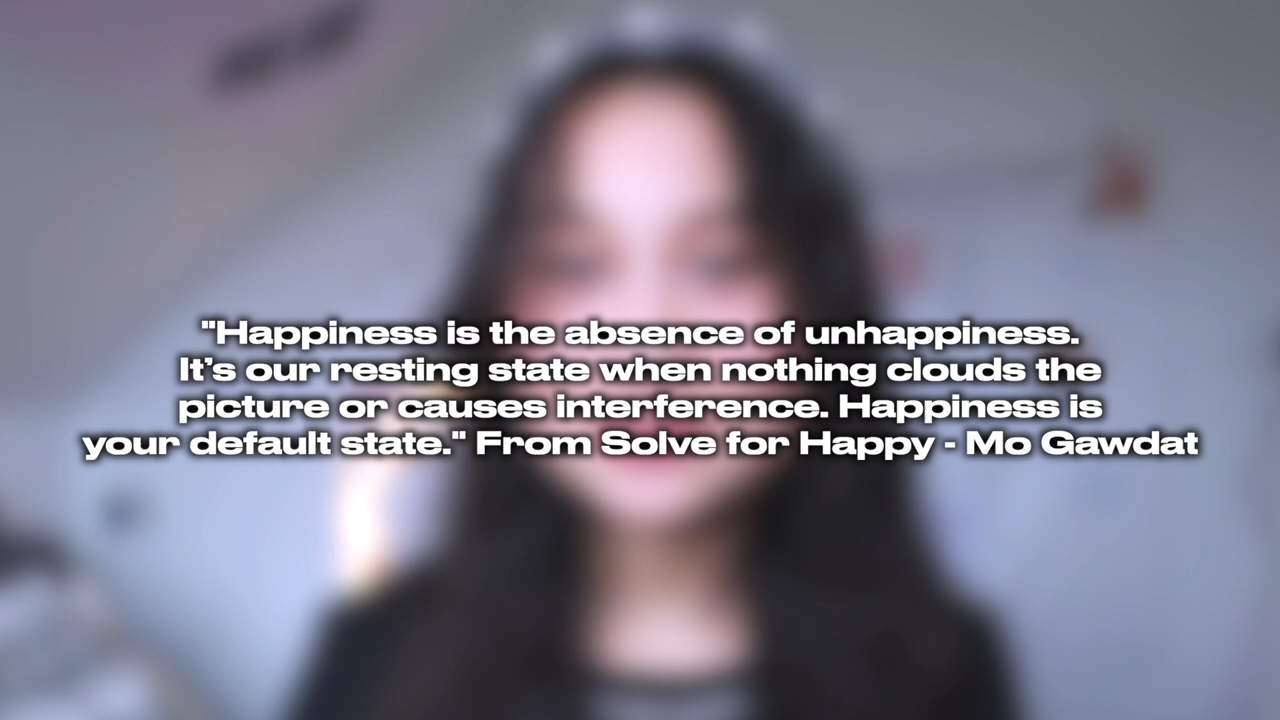 "Happiness is the absence of unhappiness.
It’s our resting state when nothing clouds the
picture or causes interference. Happiness is
your default state." From Solve for Happy - Mo Gawdat